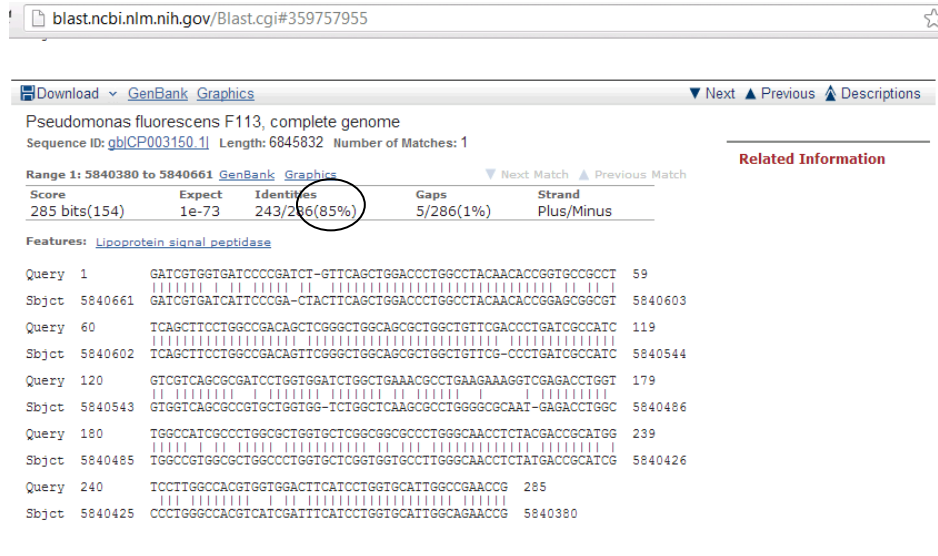 blast.ncbi.nlm.nih.gov/Blast.cgi#359757955
Download GenBank Graphics Next Previous Descriptions
Pseudomonas fluorescens F113, complete genome
Sequence ID: gb|CP003150.1| Length: 6845832 Number of Matches: 1
Related Information
Range 1: 5840380 to 5840661 GenBank Graphics Next Match Previous Match
Score Expect Identities Gaps Strand
285 bits(154) 1e-73 243/286(85%) 5/286(1%) Plus/Minus
Features: Lipoprotein signal peptidase
Query 1 GATCGTGGTGATCCCCGATCT-GTTCAGCTGGACCCTGGCCTACAACACCGGTGCCGCCT 59
Sbjct 5840661 GATCGTGATCATTCCCGA-CTACTTCAGCTGGACCCTGGCCTACAACACCGGAGCGGCGT 5840603
Query 60 TCAGCTTCCTGGCCGACAGCTCGGGCTGGCAGCGCTGGCTGTTCGACCCTGATCGCCATC 119
Sbjct 5840602 TCAGCTTCCTGGCCGACAGTTCGGGCTGGCAGCGCTGGCTGTTCG-CCCTGATCGCCATC 5840544
Query 120 GTCGTCAGCGCGATCCTGGTGGATCTGGCTGAAACGCCTGAAGAAAGGTCGAGACCTGGT 179
Sbjct 5840543 GTGGTCAGCGCCGTGCTGGTGG-TCTGGCTCAAGCGCCTGGGGCGCAAT-GAGACCTGGC 5840486
Query 180 TGGCCATCGCCCTGGCGCTGGTGCTCGGCGGCGCCCTGGGCAACCTCTACGACCGCATGG 239
Sbjct 5840485 TGGCCGTGGCGCTGGCCCTGGTGCTCGGTGGTGCCTTGGGCAACCTCTATGACCGCATCG 5840426
Query 240 TCCTTGGCCACGTGGTGGACTTCATCCTGGTGCATTGGCCGAACCG 285
Sbjct 5840425 CCCTGGGCCACGTCATCGATTTCATCCTGGTGCATTGGCAGAACCG 5840380